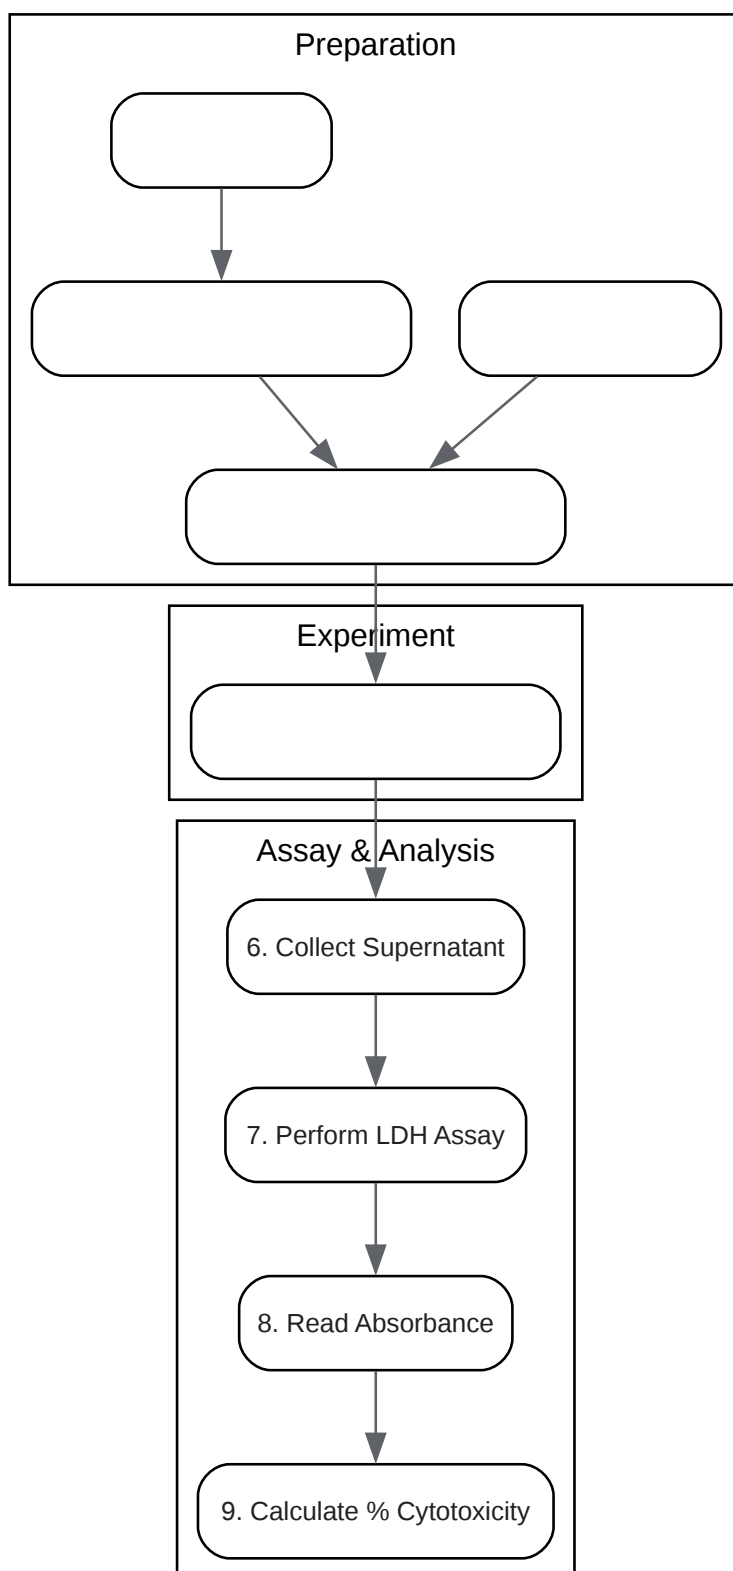 Preparation
Experiment
Assay & Analysis
6. Collect Supernatant
7. Perform LDH Assay
8. Read Absorbance
9. Calculate % Cytotoxicity